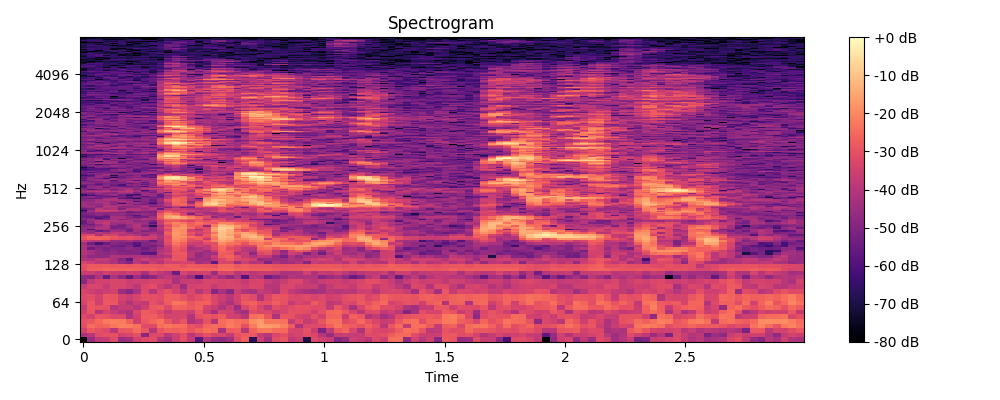 Spectrogram
+0 dB
4096
-10 dB
2048
-20 dB
1024
-30 dB
Hz
512
-40 dB
256
-50 dB
128
-60 dB
64
-70 dB
0
-80 dB
0 0.5 1 1.5 2 2.5
Time